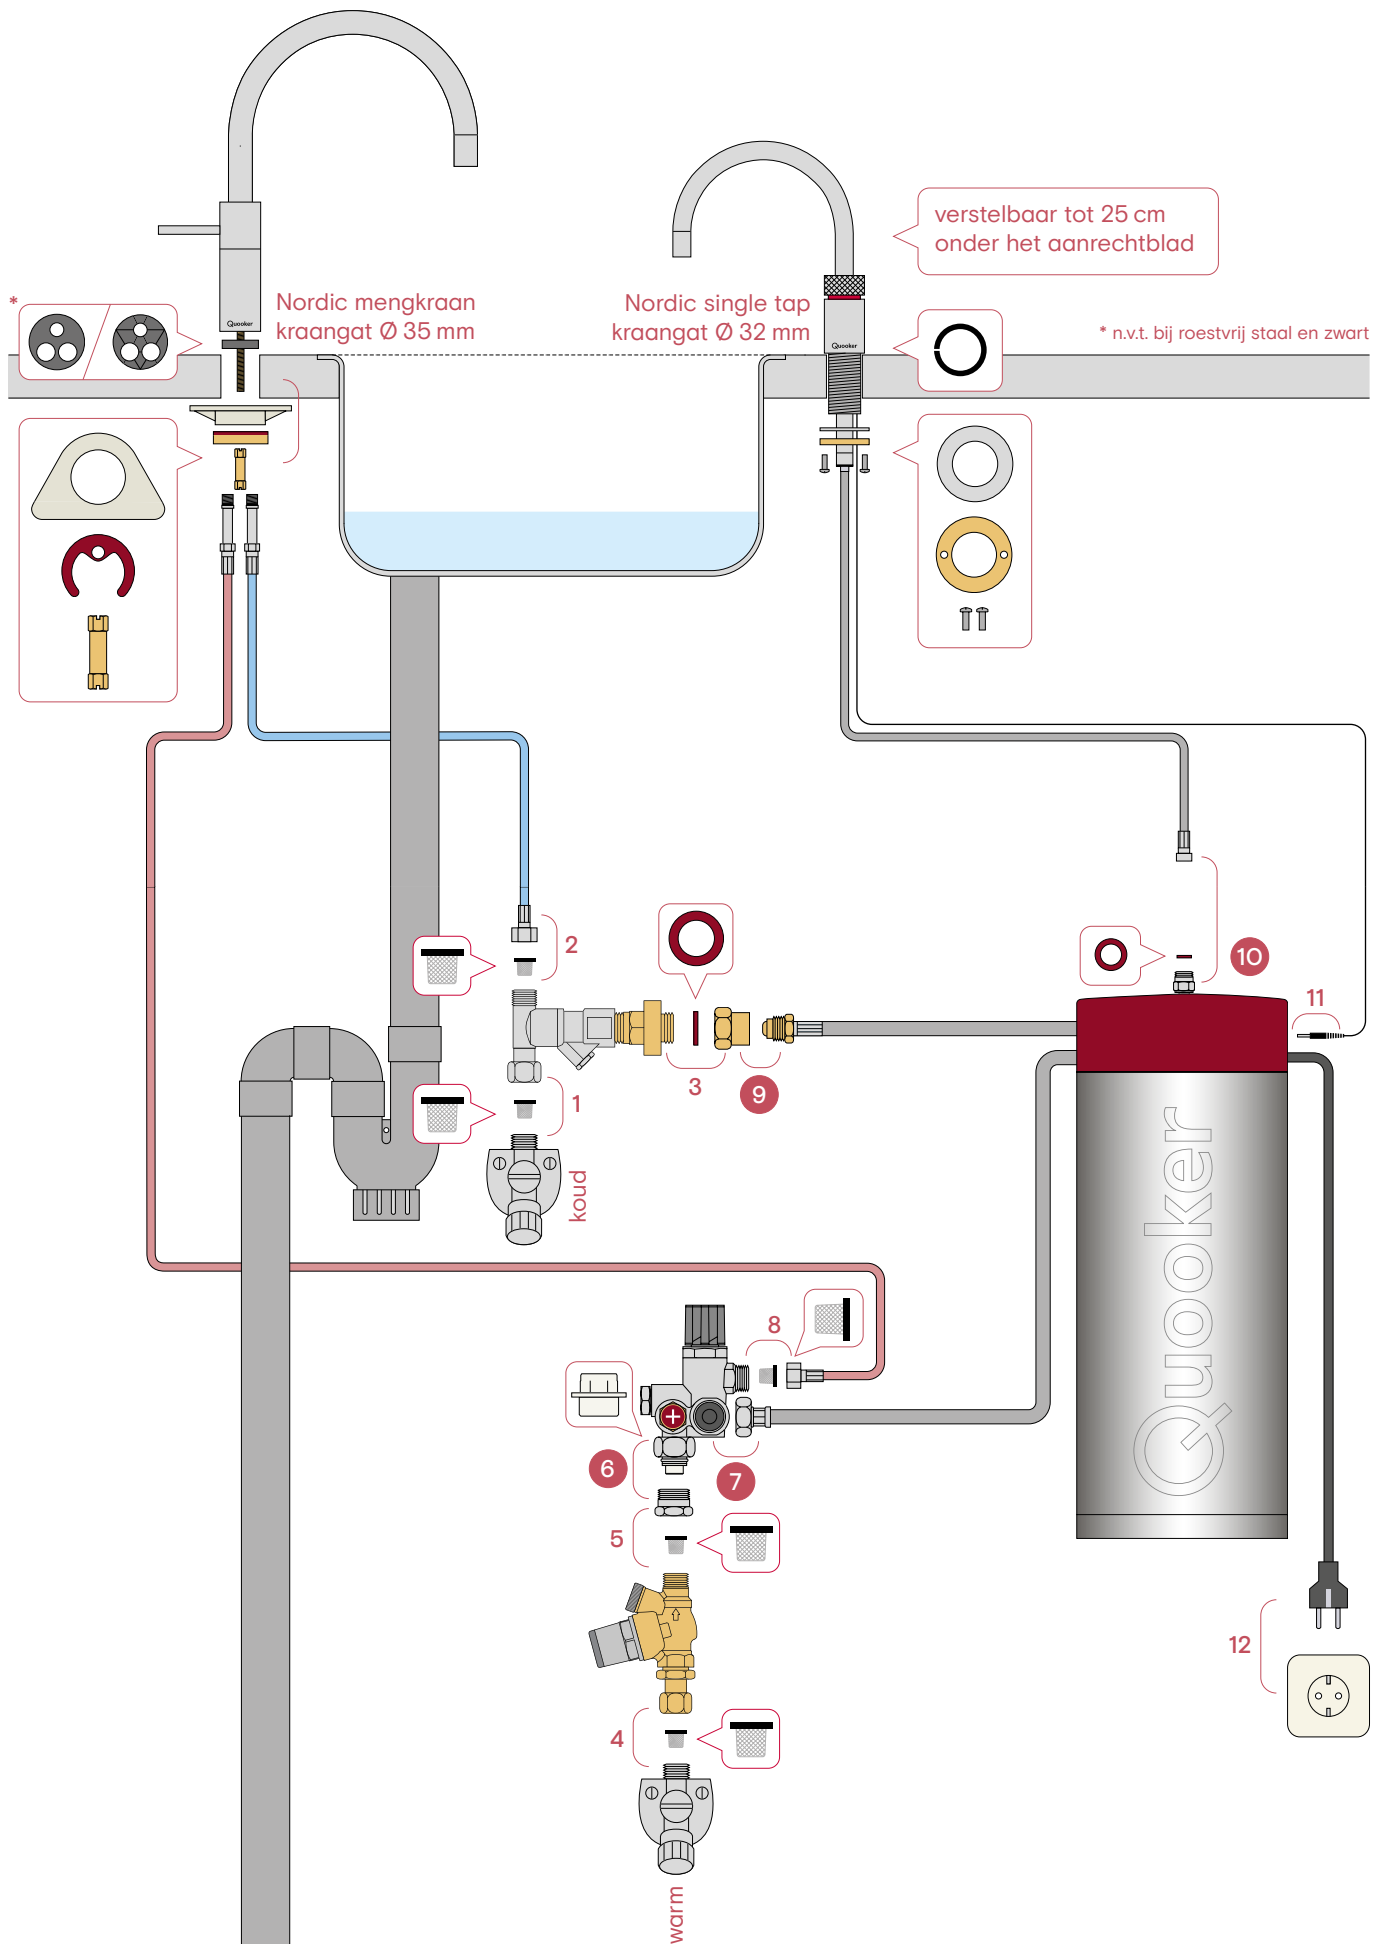 verstelbaar tot 25 cm
onder het aanrechtblad
*
Nordic mengkraan
kraangat Ø 35 mm
Nordic single tap
kraangat Ø 32 mm
* n.v.t. bij roestvrij staal en zwart
Quooker
Quooker
2
10
11
3
9
1
koud
Quooker
8
6
7
5
12
4
warm